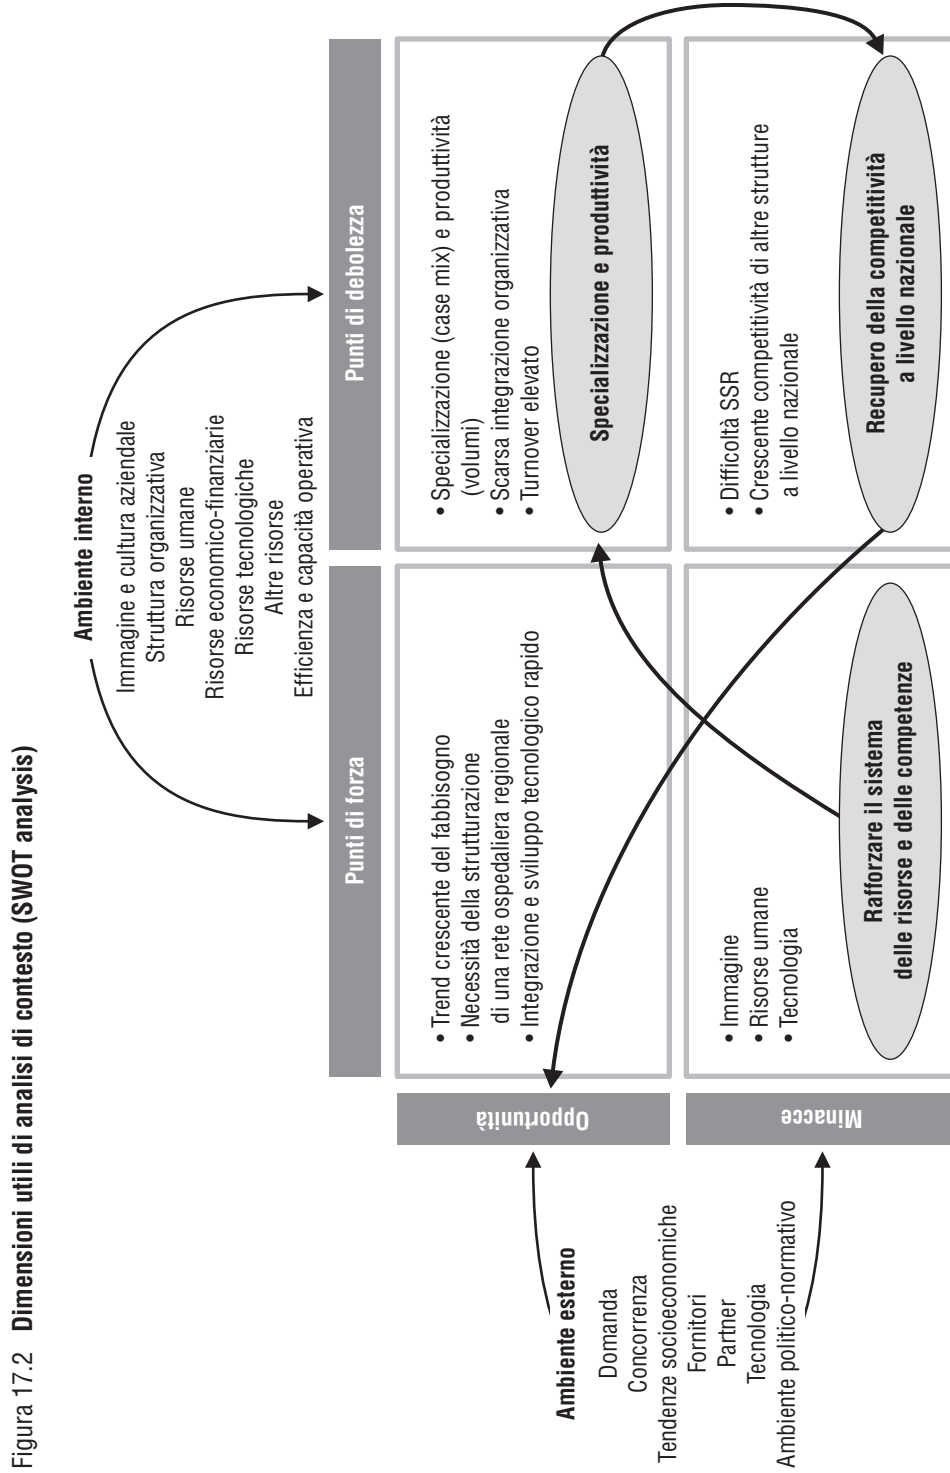 Figura 17.2 Dimensioni utili di analisi di contesto (SWOT analysis)
Ambiente interno
Immagine e cultura aziendale
Struttura organizzativa
Risorse umane
Risorse economico-finanziarie
Risorse tecnologiche
Altre risorse
Efficienza e capacità operativa
Punti di forza
Punti di debolezza
Ambiente esterno
Domanda
Concorrenza
Tendenze socioeconomiche
Fornitori
Partner
Tecnologia
Ambiente politico-normativo
Opportunità
• Trend crescente del fabbisogno
• Necessità della strutturazione
di una rete ospedaliera regionale
• Integrazione e sviluppo tecnologico rapido
• Specializzazione (case mix) e produttività
(volumi)
• Scarsa integrazione organizzativa
• Turnover elevato
Specializzazione e produttività
Minacce
• Immagine
• Risorse umane
• Tecnologia
Rafforzare il sistema
delle risorse e delle competenze
• Difficoltà SSR
• Crescente competitività di altre strutture
a livello nazionale
Recupero della competitività
a livello nazionale